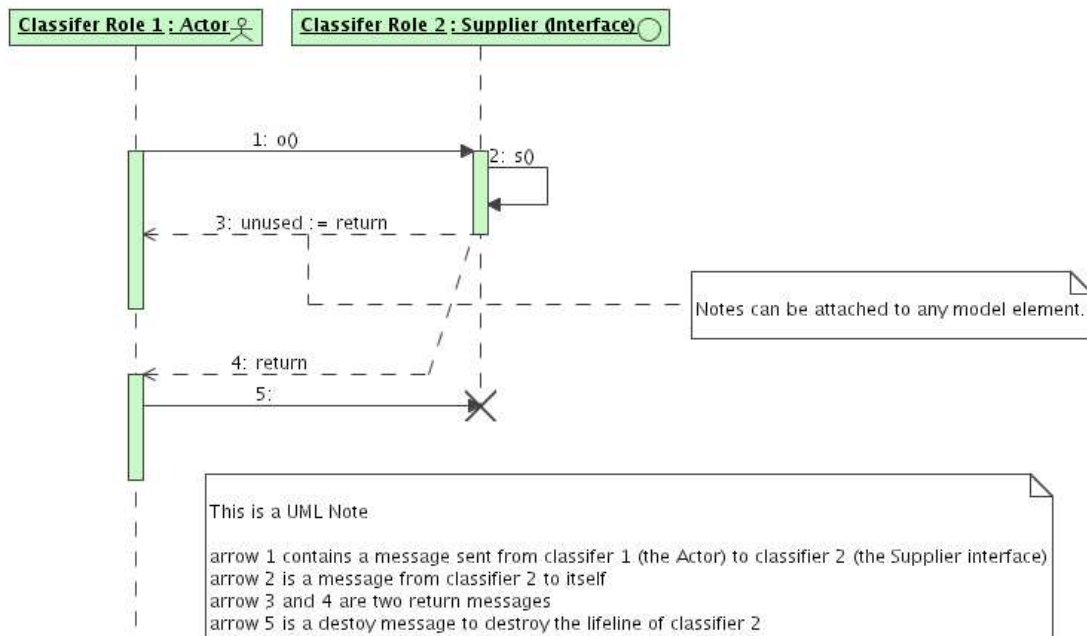 Classifer Role 1 : Actor
Classifer Role 2 : Supplier (Interface)
1: o()
2: s()
3: unused := return
Notes can be attached to any model element.
4: return
5:
This is a UML Note
arrow 1 contains a message sent from classifer 1 (the Actor) to classifier 2 (the Supplier interface)
arrow 2 is a message from classifier 2 to itself
arrow 3 and 4 are two return messages
arrow 5 is a destoy message to destroy the lifeline of classifier 2